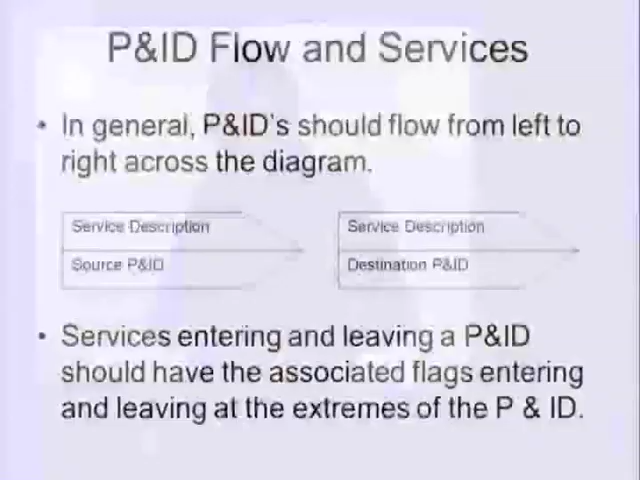 P&ID Flow and Services
• In general, P&ID's should flow from left to
right across the diagram.
Service Description
Source P&ID
Service Description
Destination P&ID
• Services entering and leaving a P&ID
should have the associated flags entering
and leaving at the extremes of the P & ID.